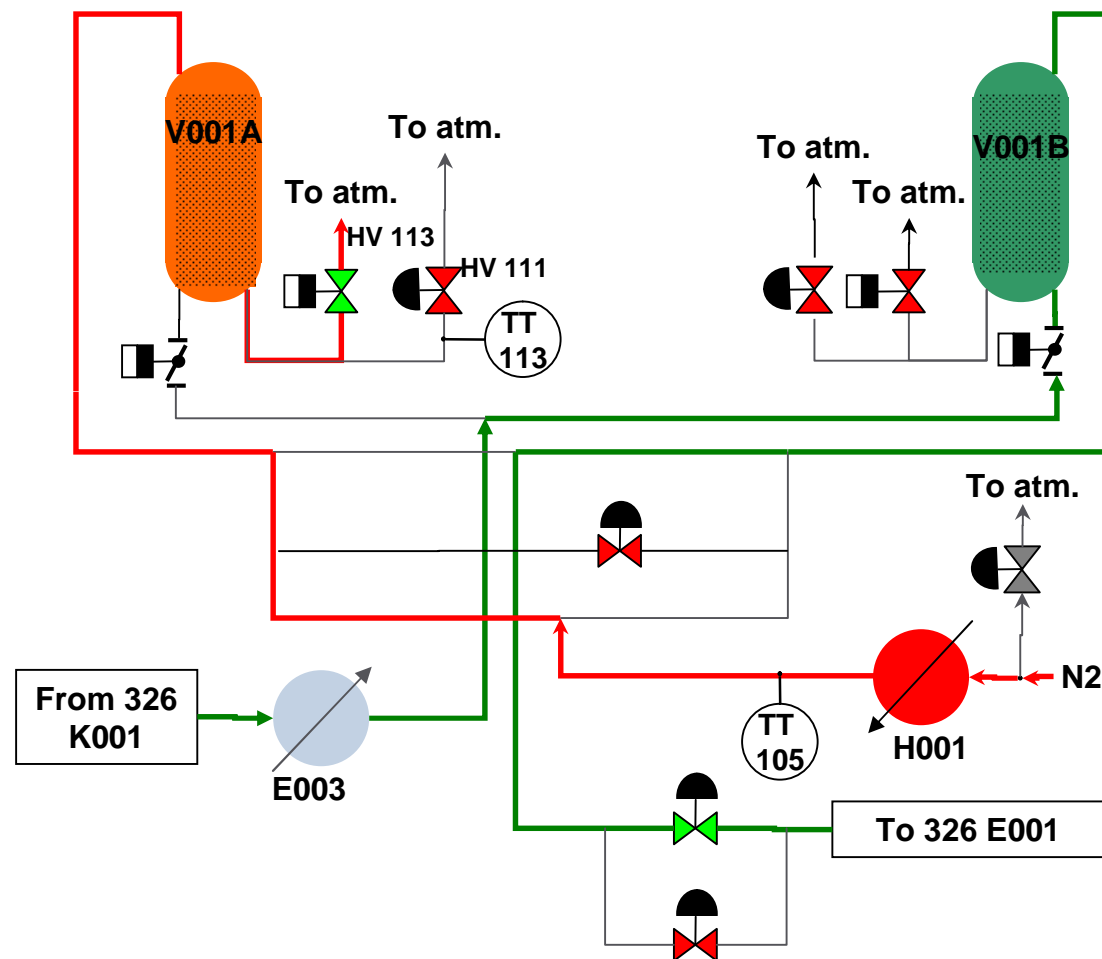 To atm.
V001A
To atm.
V001B
To atm.
To atm.
HV 113
HV 111
TT
113
To atm.
From 326
K001
N2
TT
105
H001
E003
To 326 E001